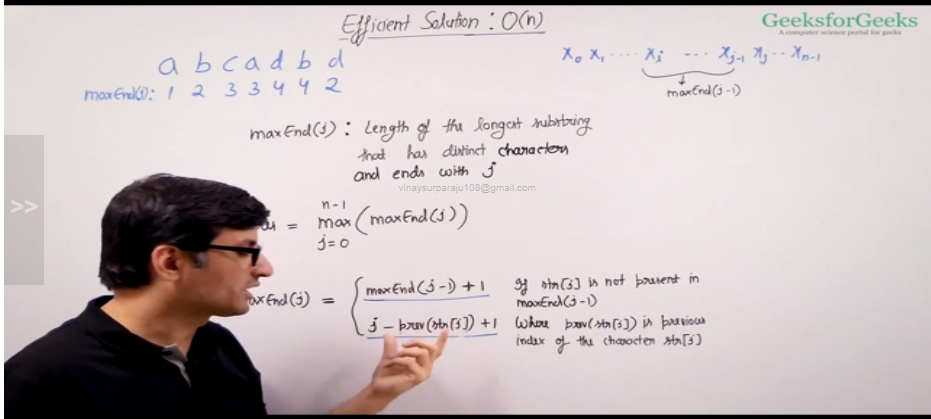 Efficient Solution : O(n)
GeeksforGeeks
A computer science portal for geeks
a b c a d b d
maxEnd(j): 1 2 3 3 4 4 2
x0 x1 ···· xi --- xj-1 xj ·· xn-1
maxEnd(j-1)
maxEnd(j) : Length of the longest substring
that has distinct characters
and ends with j
vinaysurparaju108@gmail.com
>>
n-1
= max (maxEnd(j))
j=0
maxEnd(j-1) + 1 If str[j] is not present in
maxEnd(j-1)
axEnd(j) =
j - prev(str[j]) + 1 Where prev(str[j]) is previous
index of the character str[j]